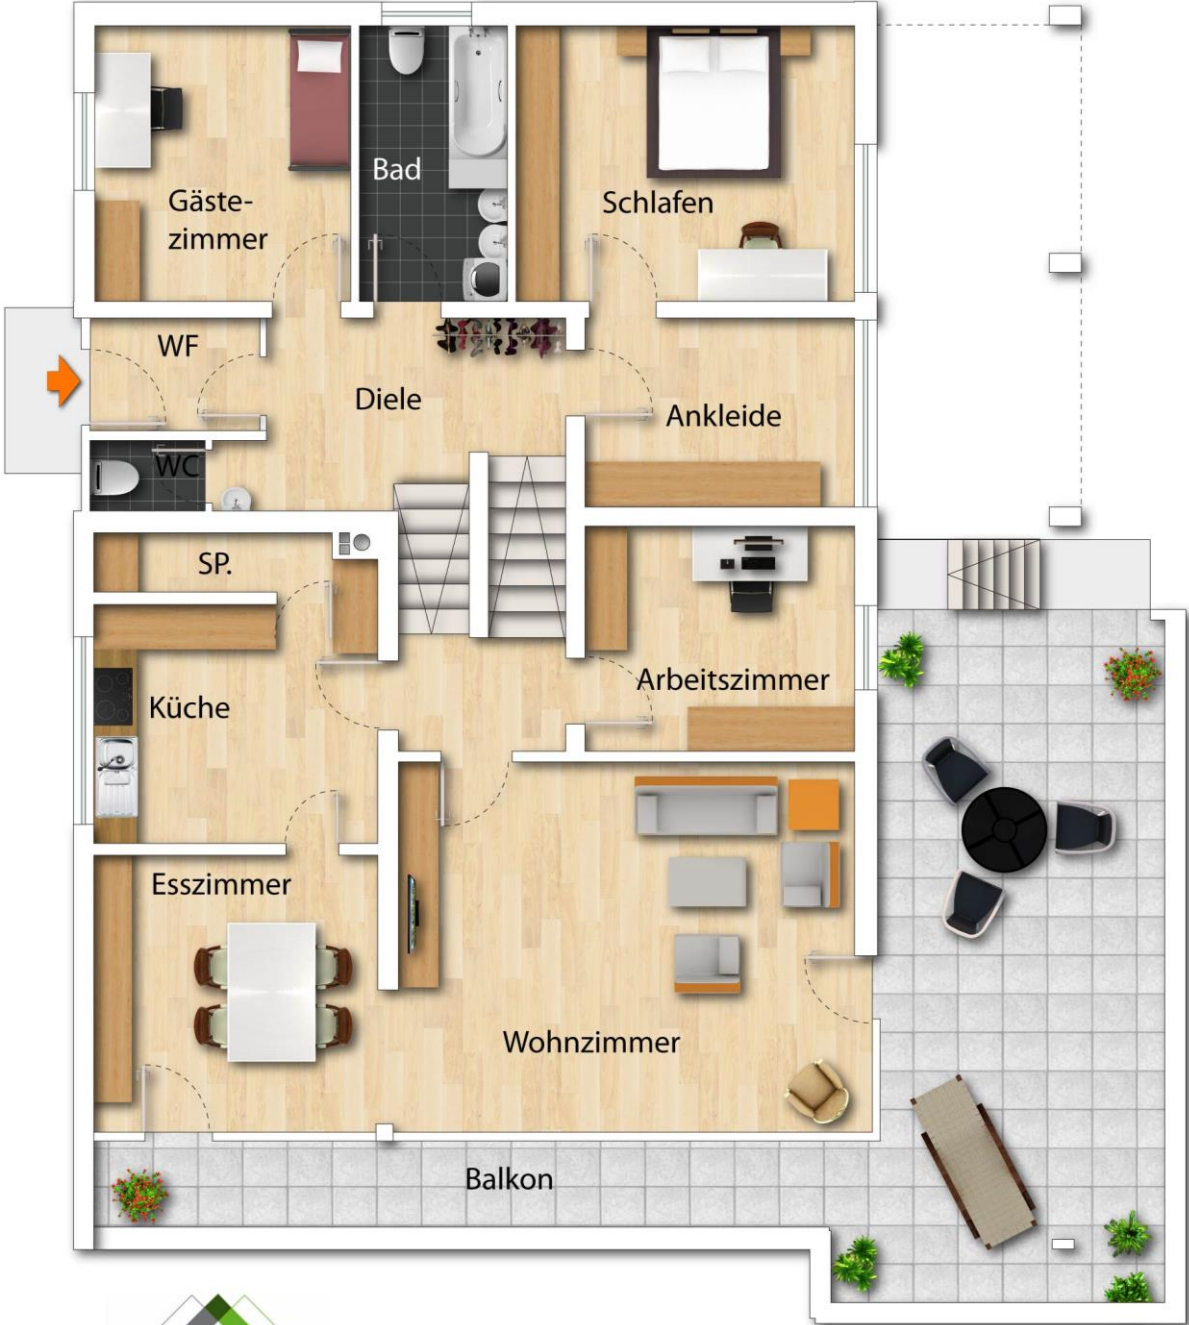 Gäste-
zimmer
Bad
Schlafen
WF
Diele
Ankleide
WC
SP.
Küche
Arbeitszimmer
Esszimmer
Wohnzimmer
Balkon